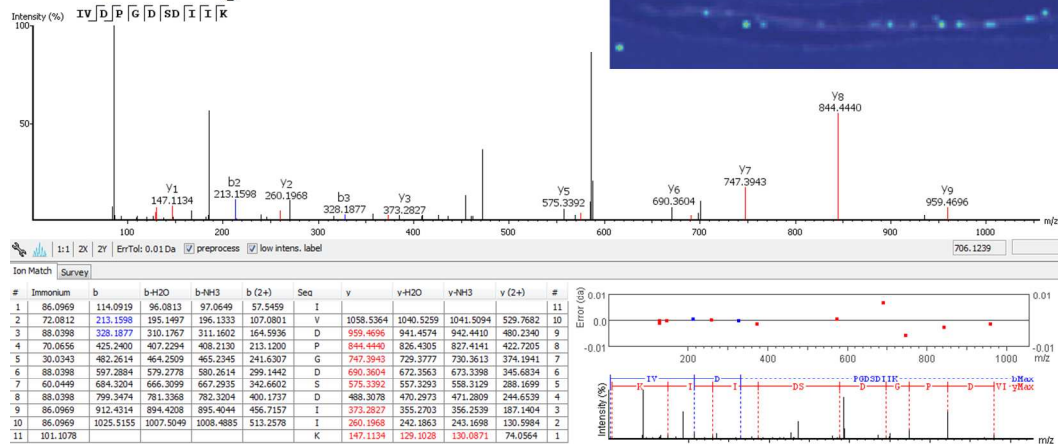 Intensity (%) IV D P G D SD I I K
100
50
y1
147.1134
b2
213.1598
y2
260.1968
b3
328.1877
y3
373.2827
y5
575.3392
y6
690.3604
y7
747.3943
y8
844.4440
y9
959.4696
100 200 300 400 500 600 700 800 900 1000 m/z
1:1 2X 2Y ErrTol: 0.01 Da preprocess low intens. label 706.1239
Ion Match Survey
# Immonium b b-H2O b-NH3 b (2+) Seq y y-H2O y-NH3 y (2+) #
1 86.0969 114.0919 96.0813 97.0649 57.5459 I 11
2 72.0812 213.1598 195.1497 196.1333 107.0801 V 1058.5364 1040.5259 1041.5094 529.7682 10
3 88.0398 328.1877 310.1767 311.1602 164.5936 D 959.4696 941.4574 942.4410 480.2340 9
4 70.0656 425.2400 407.2294 408.2130 213.1200 P 844.4440 826.4305 827.4141 422.7205 8
5 30.0343 482.2614 464.2509 465.2345 241.6307 G 747.3943 729.3777 730.3613 374.1941 7
6 88.0398 597.2884 579.2778 580.2614 299.1442 D 690.3604 672.3563 673.3398 345.6834 6
7 60.0449 684.3204 666.3099 667.2935 342.6602 S 575.3392 557.3293 558.3129 288.1699 5
8 88.0398 799.3474 781.3368 782.3204 400.1737 D 488.3078 470.2973 471.2809 244.6539 4
9 86.0969 912.4314 894.4208 895.4044 456.7157 I 373.2827 355.2703 356.2539 187.1404 3
10 86.0969 1025.5155 1007.5049 1008.4885 513.2578 I 260.1968 242.1863 243.1698 130.5984 2
11 101.1078 K 147.1134 129.1028 130.0871 74.0564 1
Error (da)
0.01
0.0
-0.01
0.01
-0.01
200 400 600 800 1000 m/z
IV D PGDSDIIK bMax
K I I DS D G P D VI yMax
Intensity (%)
m/z